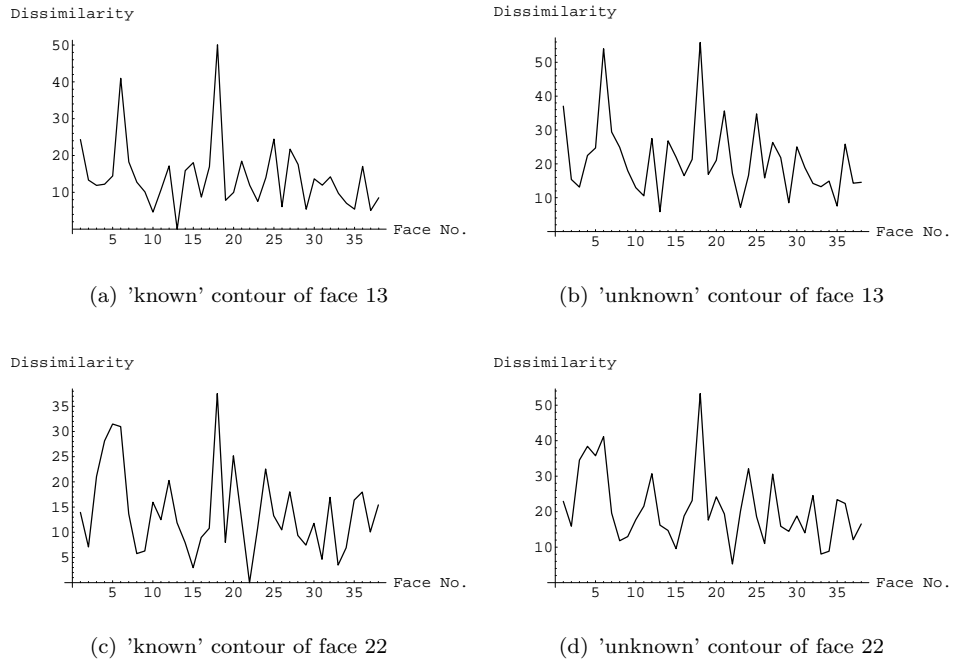 Dissimilarity
50
40
30
20
10
5 10 15 20 25 30 35 Face No.
(a) ’known’ contour of face 13
Dissimilarity
50
40
30
20
10
5 10 15 20 25 30 35 Face No.
(b) ’unknown’ contour of face 13
Dissimilarity
35
30
25
20
15
10
5
5 10 15 20 25 30 35 Face No.
(c) ’known’ contour of face 22
Dissimilarity
50
40
30
20
10
5 10 15 20 25 30 35 Face No.
(d) ’unknown’ contour of face 22